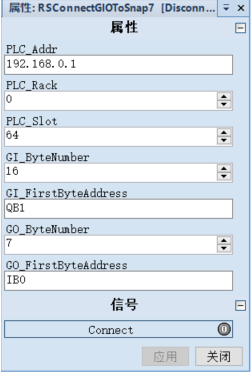 属性: RSConnectGIOToSnap7 [Disconn...
属性
PLC_Addr
192.168.0.1
PLC_Rack
0
PLC_Slot
64
GI_ByteNumber
16
GI_FirstByteAddress
QB1
GO_ByteNumber
7
GO_FirstByteAddress
IB0
信号
Connect 0
应用 关闭